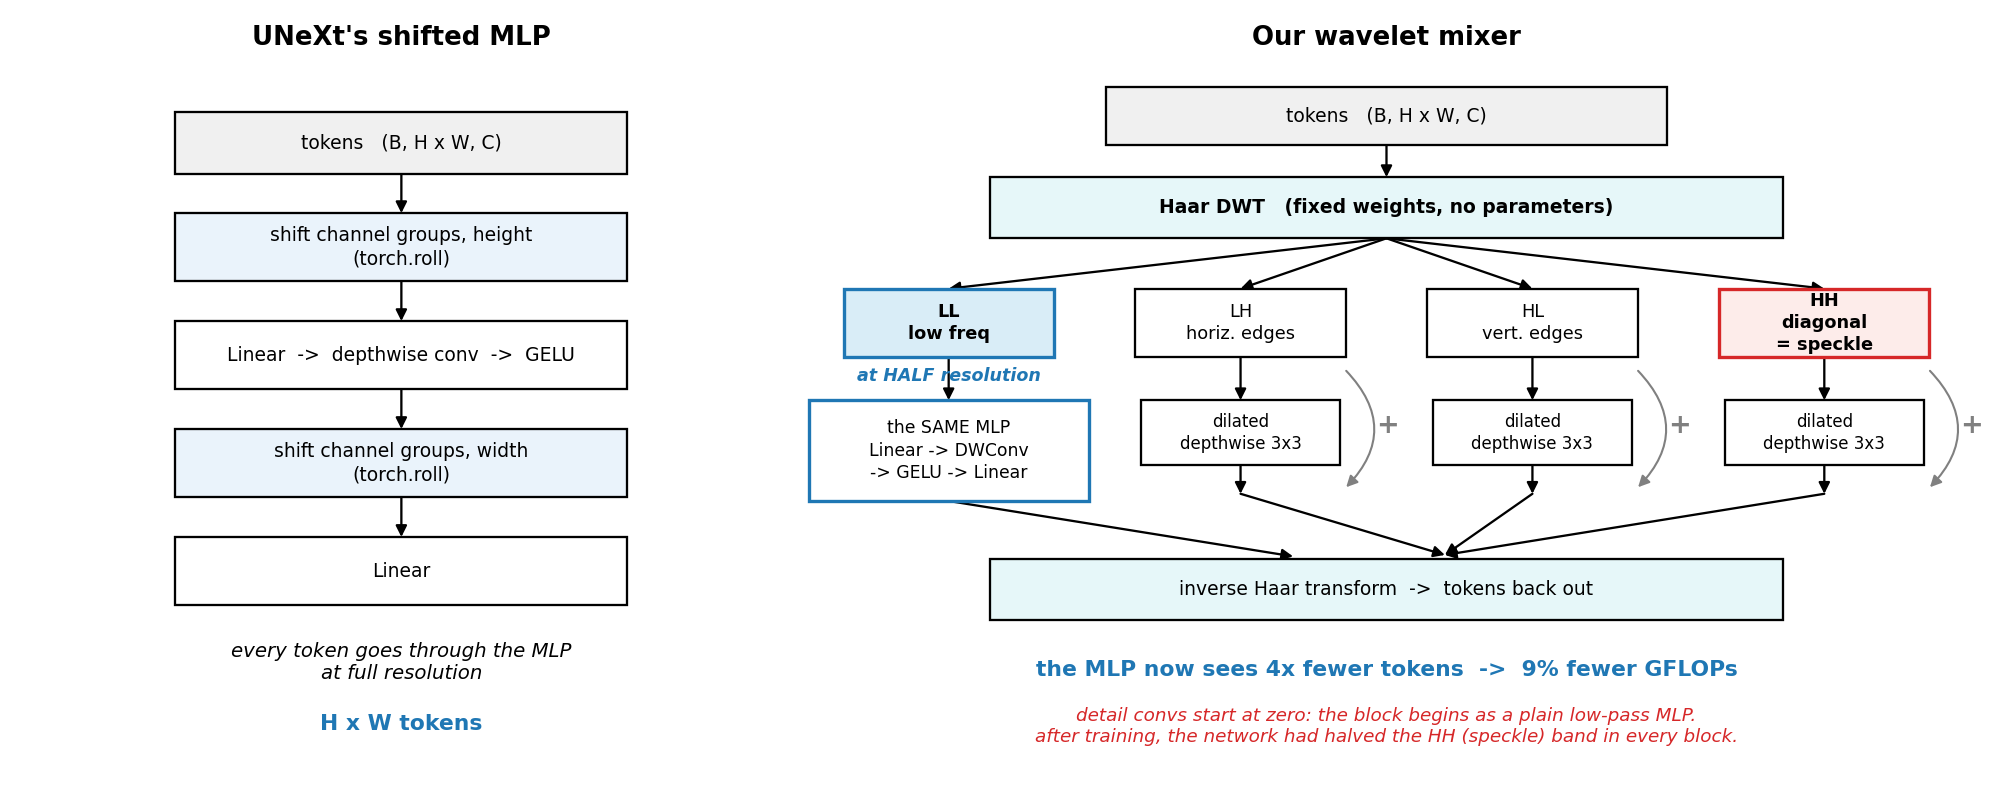 UNeXt's shifted MLP
tokens   (B, H x W, C)
shift channel groups, height
(torch.roll)
Linear  ->  depthwise conv  ->  GELU
shift channel groups, width
(torch.roll)
Linear
every token goes through the MLP
at full resolution
H x W tokens
Our wavelet mixer
tokens   (B, H x W, C)
Haar DWT   (fixed weights, no parameters)
LL
low freq
LH
horiz. edges
HL
vert. edges
HH
diagonal
= speckle
at HALF resolution
the SAME MLP
Linear -> DWConv
-> GELU -> Linear
dilated
depthwise 3x3
+
dilated
depthwise 3x3
+
dilated
depthwise 3x3
+
inverse Haar transform  ->  tokens back out
the MLP now sees 4x fewer tokens  ->  9% fewer GFLOPs
detail convs start at zero: the block begins as a plain low-pass MLP.
after training, the network had halved the HH (speckle) band in every block.